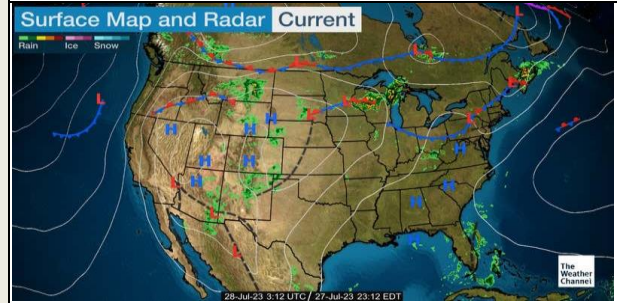 Surface Map and Radar Current
Rain Ice Snow
L
L
L
L
L
L
L
L
L
H
H
H
H
H
H
H
L
L
L
H
H
H
H
The
Weather
Channel
28-Jul-23 3:12 UTC / 27-Jul-23 23:12 EDT